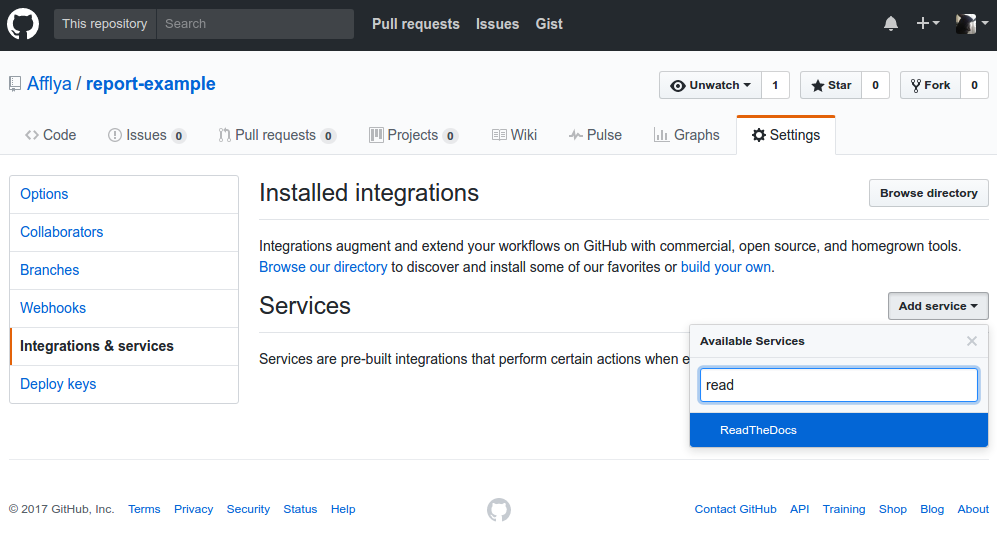 This repository Search Pull requests Issues Gist
Afflya / report-example Unwatch 1 Star 0 Fork 0
Code Issues 0 Pull requests 0 Projects 0 Wiki Pulse Graphs Settings
Options
Collaborators
Branches
Webhooks
Integrations & services
Deploy keys
Installed integrations Browse directory
Integrations augment and extend your workflows on GitHub with commercial, open source, and homegrown tools.
Browse our directory to discover and install some of our favorites or build your own.
Services Add service
Services are pre-built integrations that perform certain actions when e
Available Services
read
ReadTheDocs
© 2017 GitHub, Inc. Terms Privacy Security Status Help Contact GitHub API Training Shop Blog About